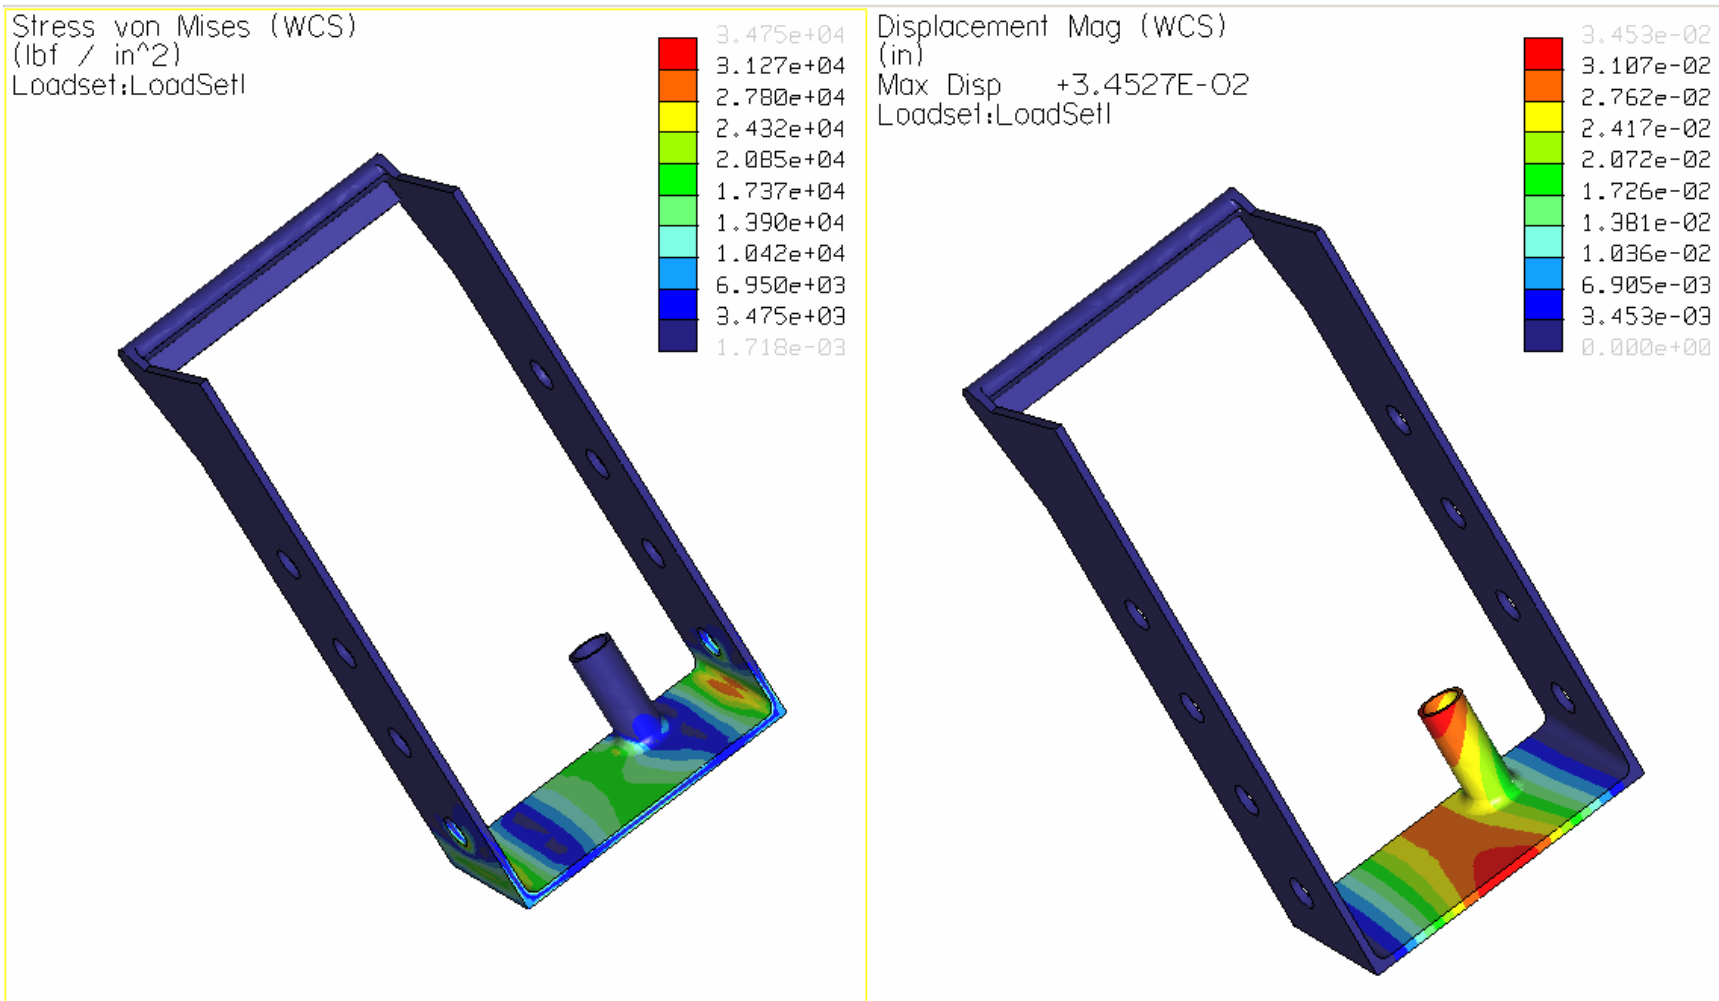 Stress von Mises (WCS)
(lbf / in^2)
Loadset:LoadSet1
3.475e+04
3.127e+04
2.780e+04
2.432e+04
2.085e+04
1.737e+04
1.390e+04
1.042e+04
6.950e+03
3.475e+03
1.718e-03
Displacement Mag (WCS)
(in)
Max Disp +3.4527E-02
Loadset:LoadSet1
3.453e-02
3.107e-02
2.762e-02
2.417e-02
2.072e-02
1.726e-02
1.381e-02
1.036e-02
6.905e-03
3.453e-03
0.000e+00